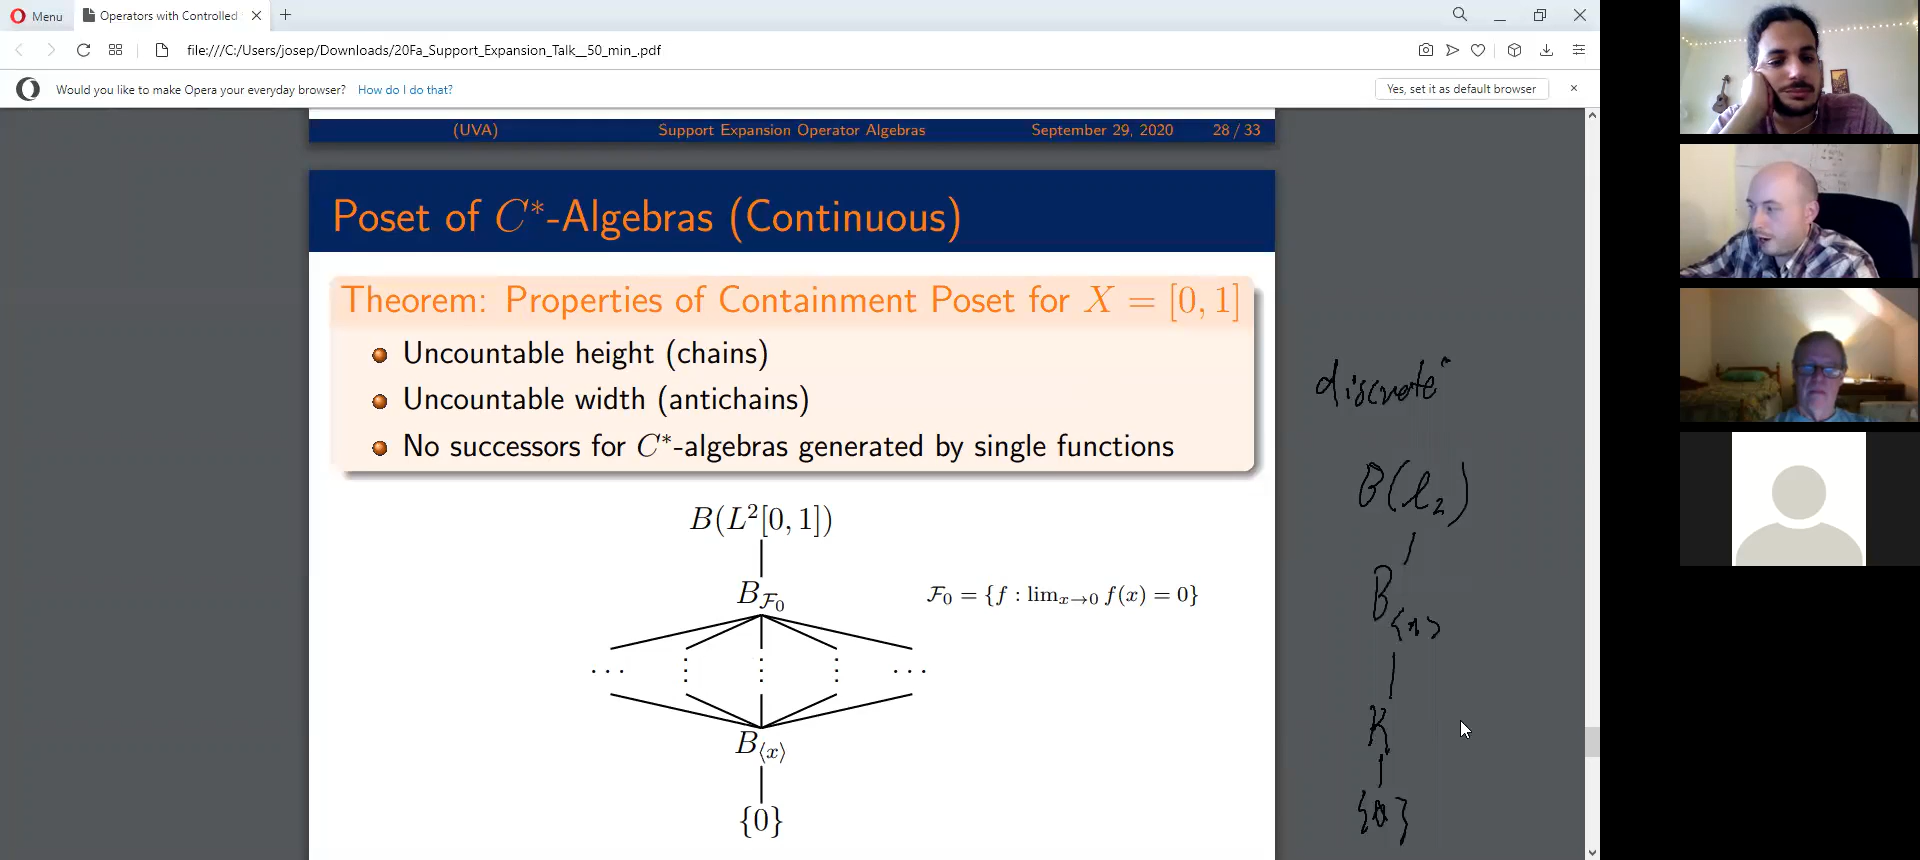 Menu
Operators with Controlled
file:///C:/Users/josep/Downloads/20Fa_Support_Expansion_Talk__50_min_.pdf
Would you like to make Opera your everyday browser? How do I do that?
Yes, set it as default browser
(UVA) Support Expansion Operator Algebras September 29, 2020 28 / 33
Poset of C*-Algebras (Continuous)
Theorem: Properties of Containment Poset for X = [0, 1]
Uncountable height (chains)
Uncountable width (antichains)
No successors for C*-algebras generated by single functions
B(L²[0, 1])
B_{𝓕₀}
𝓕₀ = {f : lim_{x→0} f(x) = 0}
··· ⋮ ⋮ ⋮ ···
B_{⟨x⟩}
{0}
discrete
B(l₂)
B_{⟨x⟩}
K
{0}